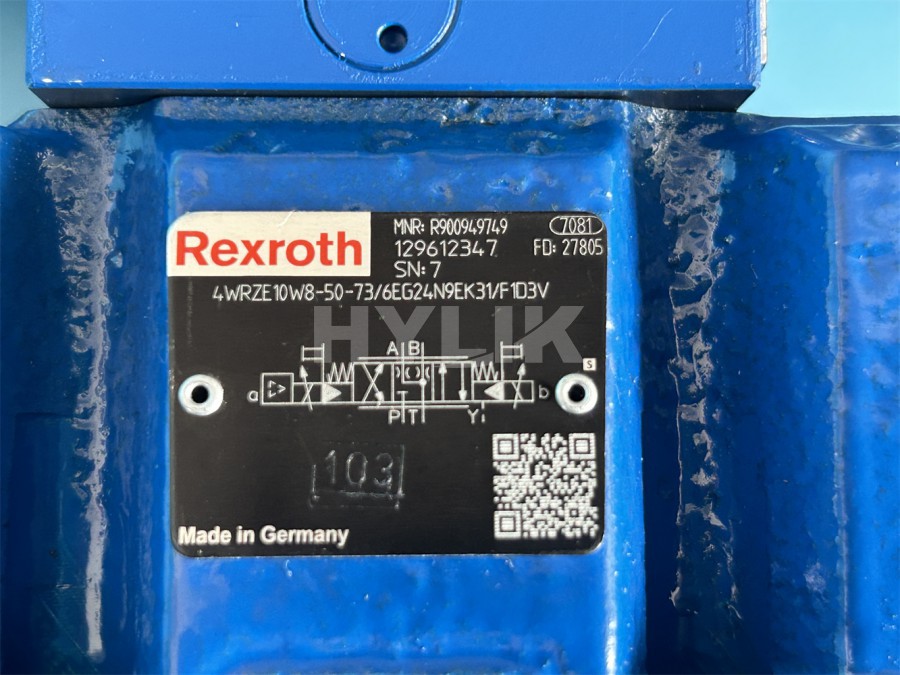 Rexroth
MNR: R900949749
7081
129612347
FD: 27805
SN: 7
4WRZE10W8-50-73/6EG24N9EK31/F1D3V
HYLIK
A B
S
a
b
P T Y
103
Made in Germany